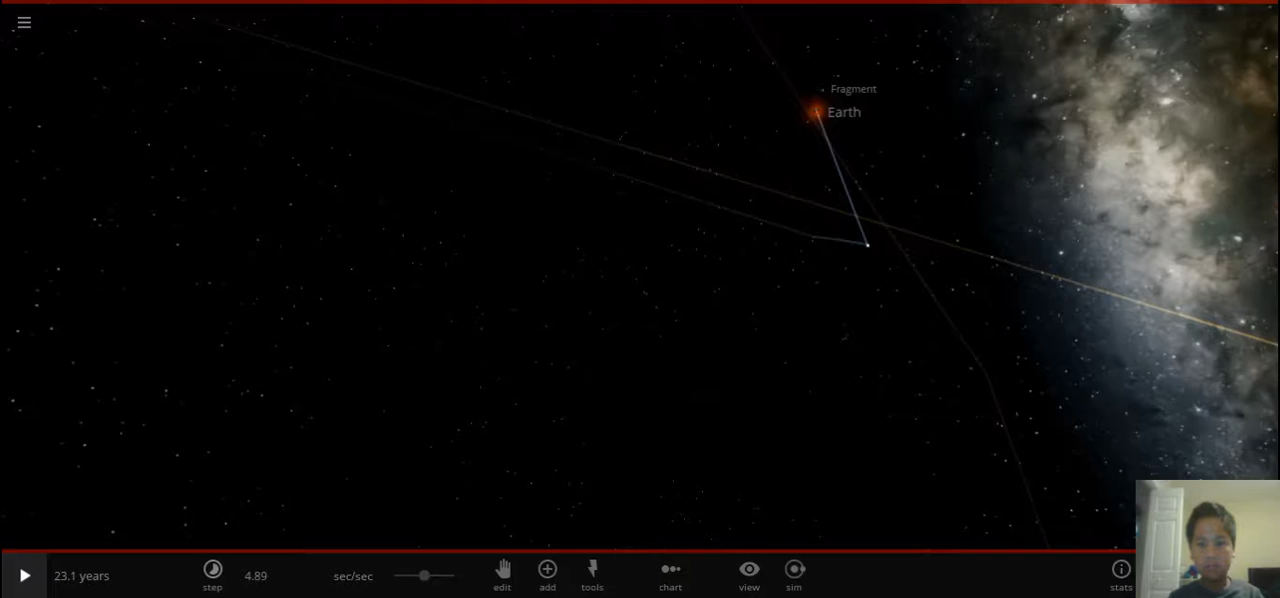 Fragment
Earth
23.1 years
step
4.89
sec/sec
edit
add
tools
chart
view
sim
stats